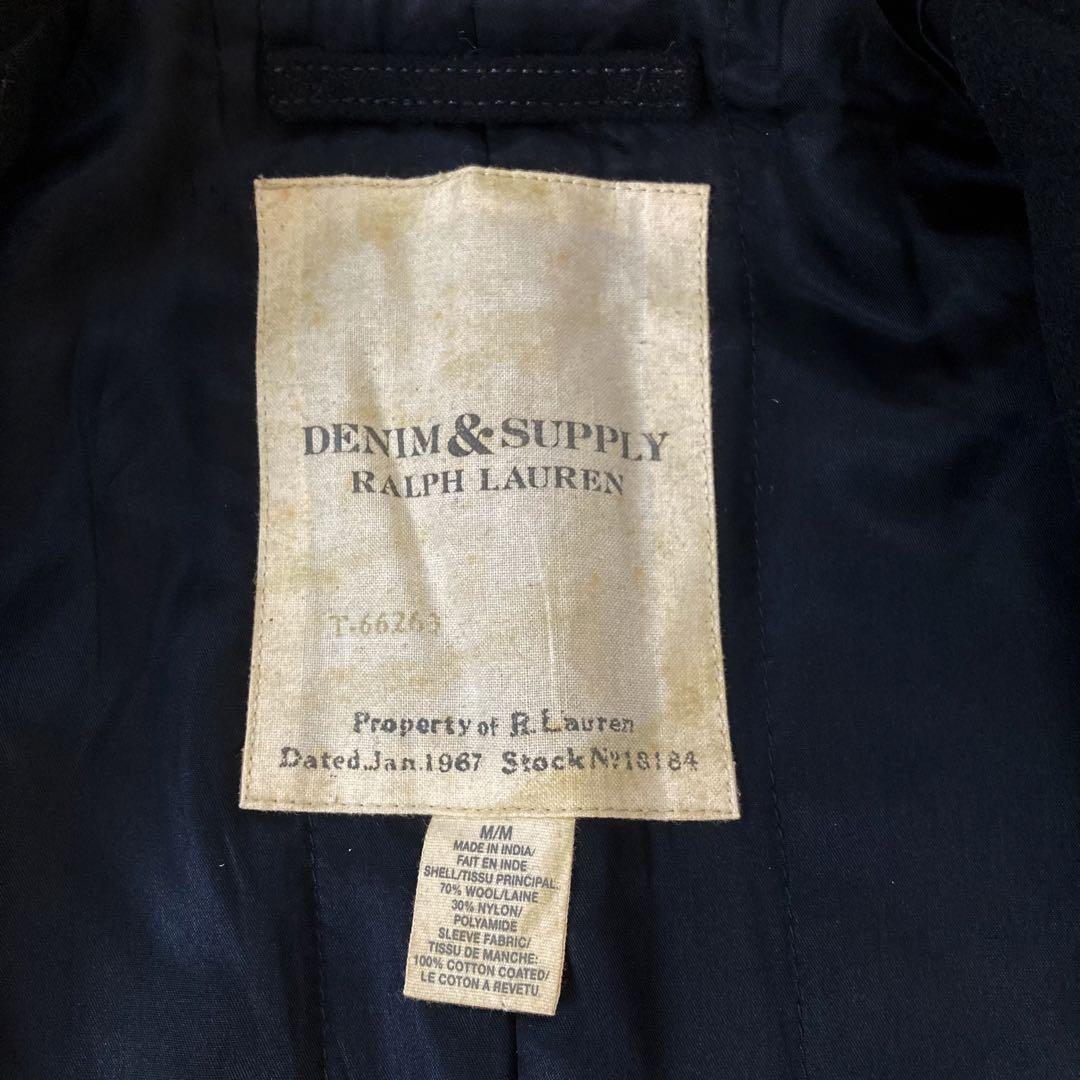 DENIM & SUPPLY
RALPH LAUREN
T-66263
Property of R. Lauren
Dated. Jan. 1967 Stock No 18184
M/M
MADE IN INDIA/
FAIT EN INDE
SHELL/TISSU PRINCIPAL.
70% WOOL/LAINE
30% NYLON/
POLYAMIDE
SLEEVE FABRIC/
TISSU DE MANCHE:
100% COTTON COATED/
LE COTON A REVETU